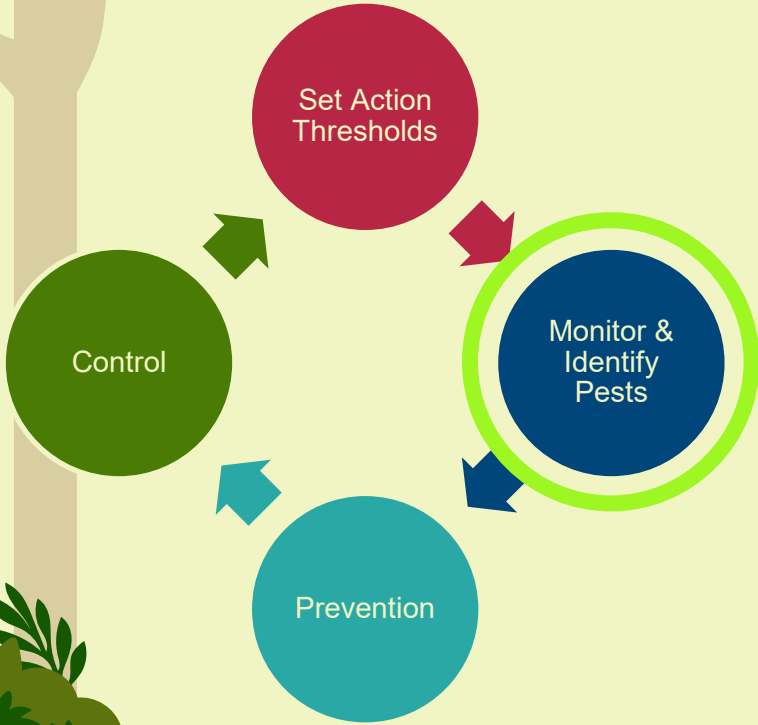 Set Action
Thresholds
Monitor &
Identify
Pests
Control
Prevention